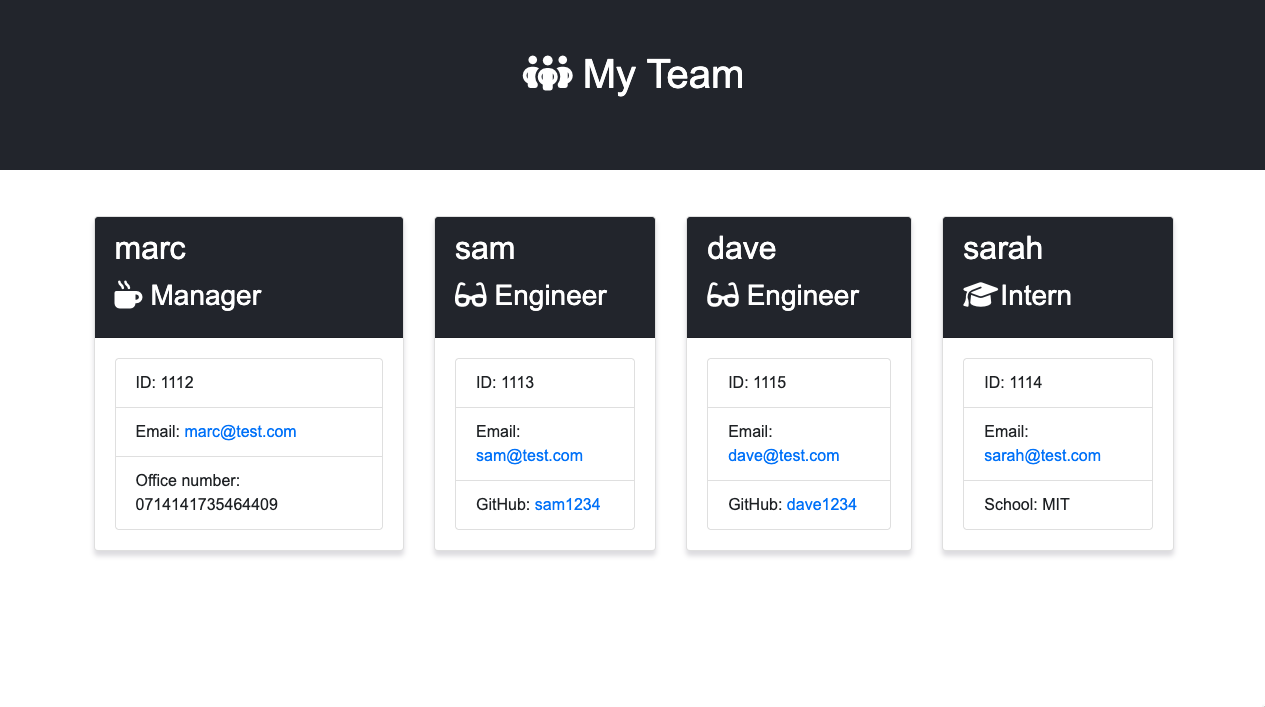 My Team
marc
Manager
ID: 1112
Email: marc@test.com
Office number:
0714141735464409
sam
Engineer
ID: 1113
Email:
sam@test.com
GitHub: sam1234
dave
Engineer
ID: 1115
Email:
dave@test.com
GitHub: dave1234
sarah
Intern
ID: 1114
Email:
sarah@test.com
School: MIT